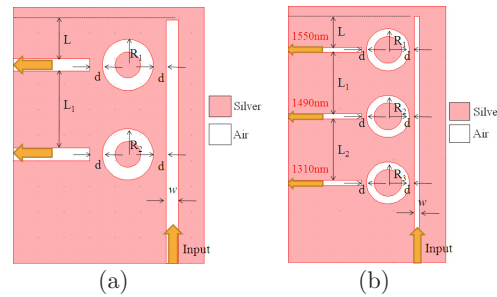 L
R1
d
d
L1
R2
d
d
w
Input
Silver
Air
(a)
1550nm
L
R1
d
d
L1
1490nm
R2
d
d
L2
1310nm
R3
d
d
w
Input
Silve
Air
(b)